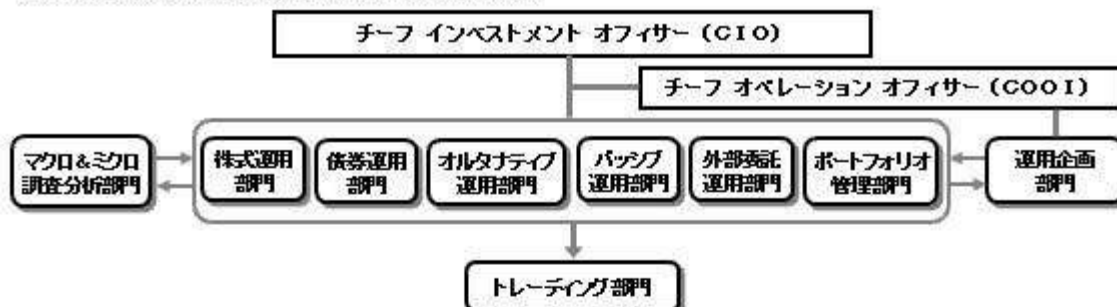 チーフ インベストメント オフィサー（CIO）
チーフ オペレーション オフィサー（COOI）
マクロ＆ミクロ
調査分析部門
株式運用
部門
債券運用
部門
オルタナティブ
運用部門
パッシブ
運用部門
外部委託
運用部門
ポートフォリオ
管理部門
運用企画
部門
トレーディング部門